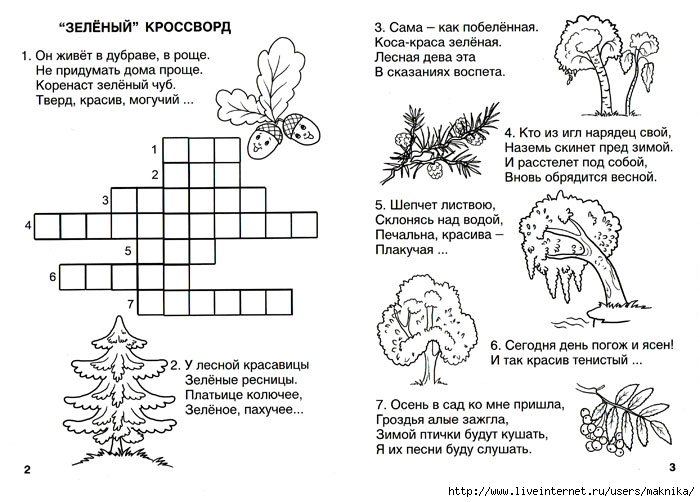 “ЗЕЛЁНЫЙ” КРОССВОРД
1. Он живёт в дубраве, в роще.
Не придумать дома проще.
Коренаст зелёный чуб.
Тверд, красив, могучий ...
1
2
3
4
5
6
7
2. У лесной красавицы
Зелёные ресницы.
Платьице колючее,
Зелёное, пахучее...
2
3. Сама – как побелённая.
Коса-краса зелёная.
Лесная дева эта
В сказаниях воспета.
4. Кто из игл нарядец свой,
Наземь скинет пред зимой.
И расстелет под собой,
Вновь обрядится весной.
5. Шепчет листвою,
Склонясь над водой,
Печальна, красива –
Плакучая ...
6. Сегодня день погож и ясен!
И так красив тенистый ...
7. Осень в сад ко мне пришла,
Гроздья алые зажгла,
Зимой птички будут кушать,
Я их песни буду слушать.
3
http://www.liveinternet.ru/users/maknika/